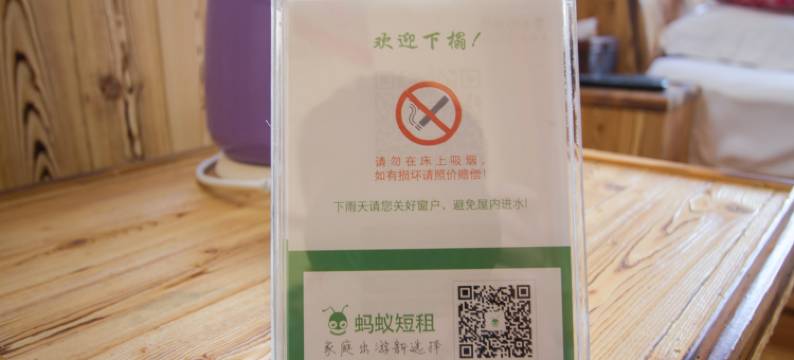 欢迎下榻!
请勿在床上吸烟，
如有损坏请照价赔偿!
下雨天请您关好窗户、避免屋内进水!
蚂蚁短租
家庭出游新选择